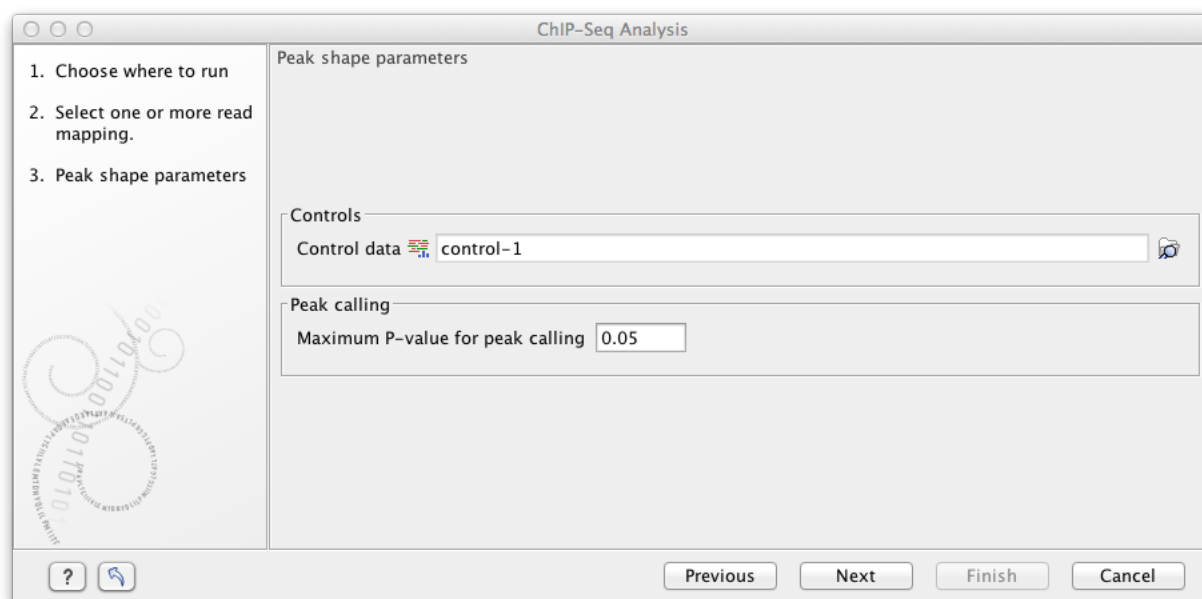 ChIP-Seq Analysis
1. Choose where to run
2. Select one or more read
mapping.
3. Peak shape parameters
Peak shape parameters
Controls
Control data control-1
Peak calling
Maximum P-value for peak calling 0.05
?
Previous Next Finish Cancel